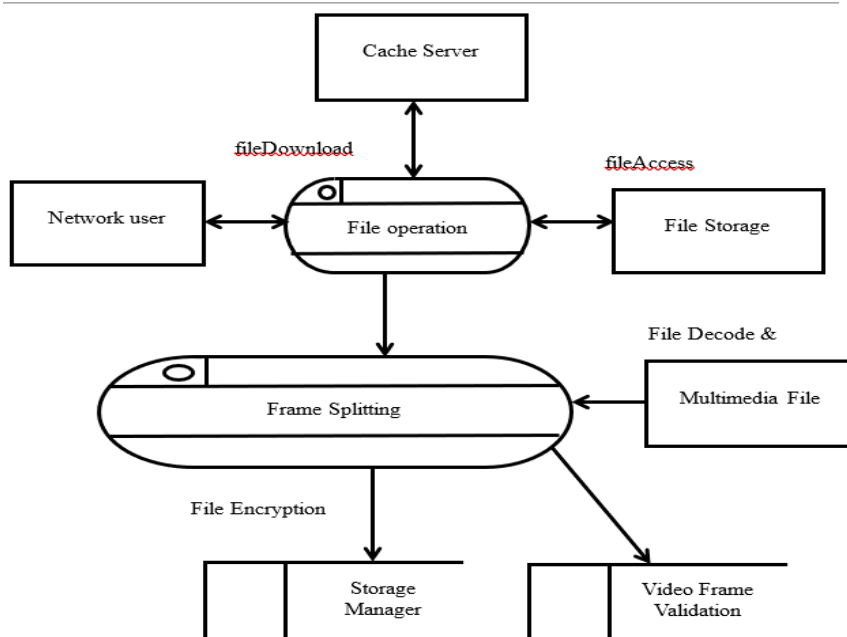 Cache Server
fileDownload
fileAccess
Network user
File operation
File Storage
File Decode &
Multimedia File
Frame Splitting
File Encryption
Storage
Manager
Video Frame
Validation